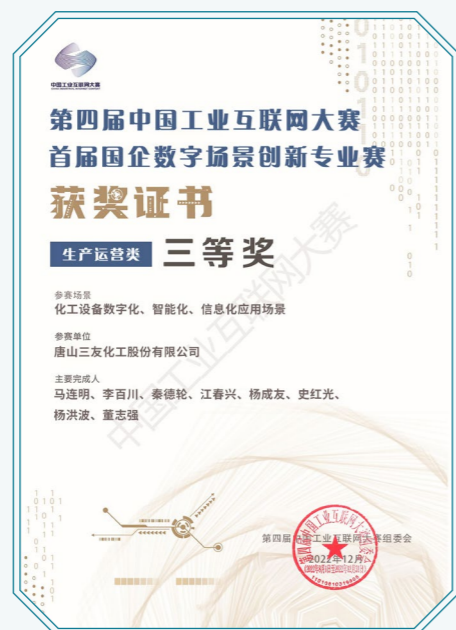 中国工业互联网大赛
第四届中国工业互联网大赛
首届国企数字场景创新专业赛
获奖证书
生产运营类 三等奖
参赛场景
化工设备数字化、智能化、信息化应用场景
参赛单位
唐山三友化工股份有限公司
主要完成人
马连明、李百川、秦德轮、江春兴、杨成友、史红光、
杨洪波、董志强
中国工业互联网大赛
第四届中国工业互联网大赛组委会
2022年12月